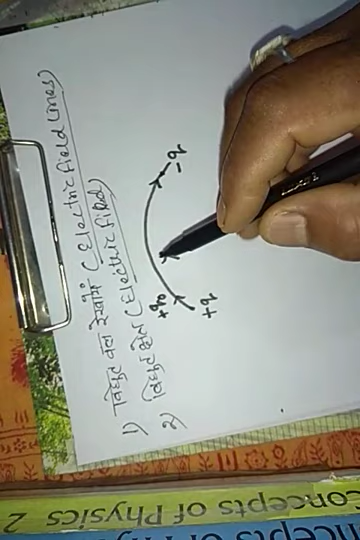 1) विद्युत बल रेखाएँ (Electric field lines)
2) विद्युत क्षेत्र (Electric field)
+q₀
+q
-q
Concepts of Physics 2